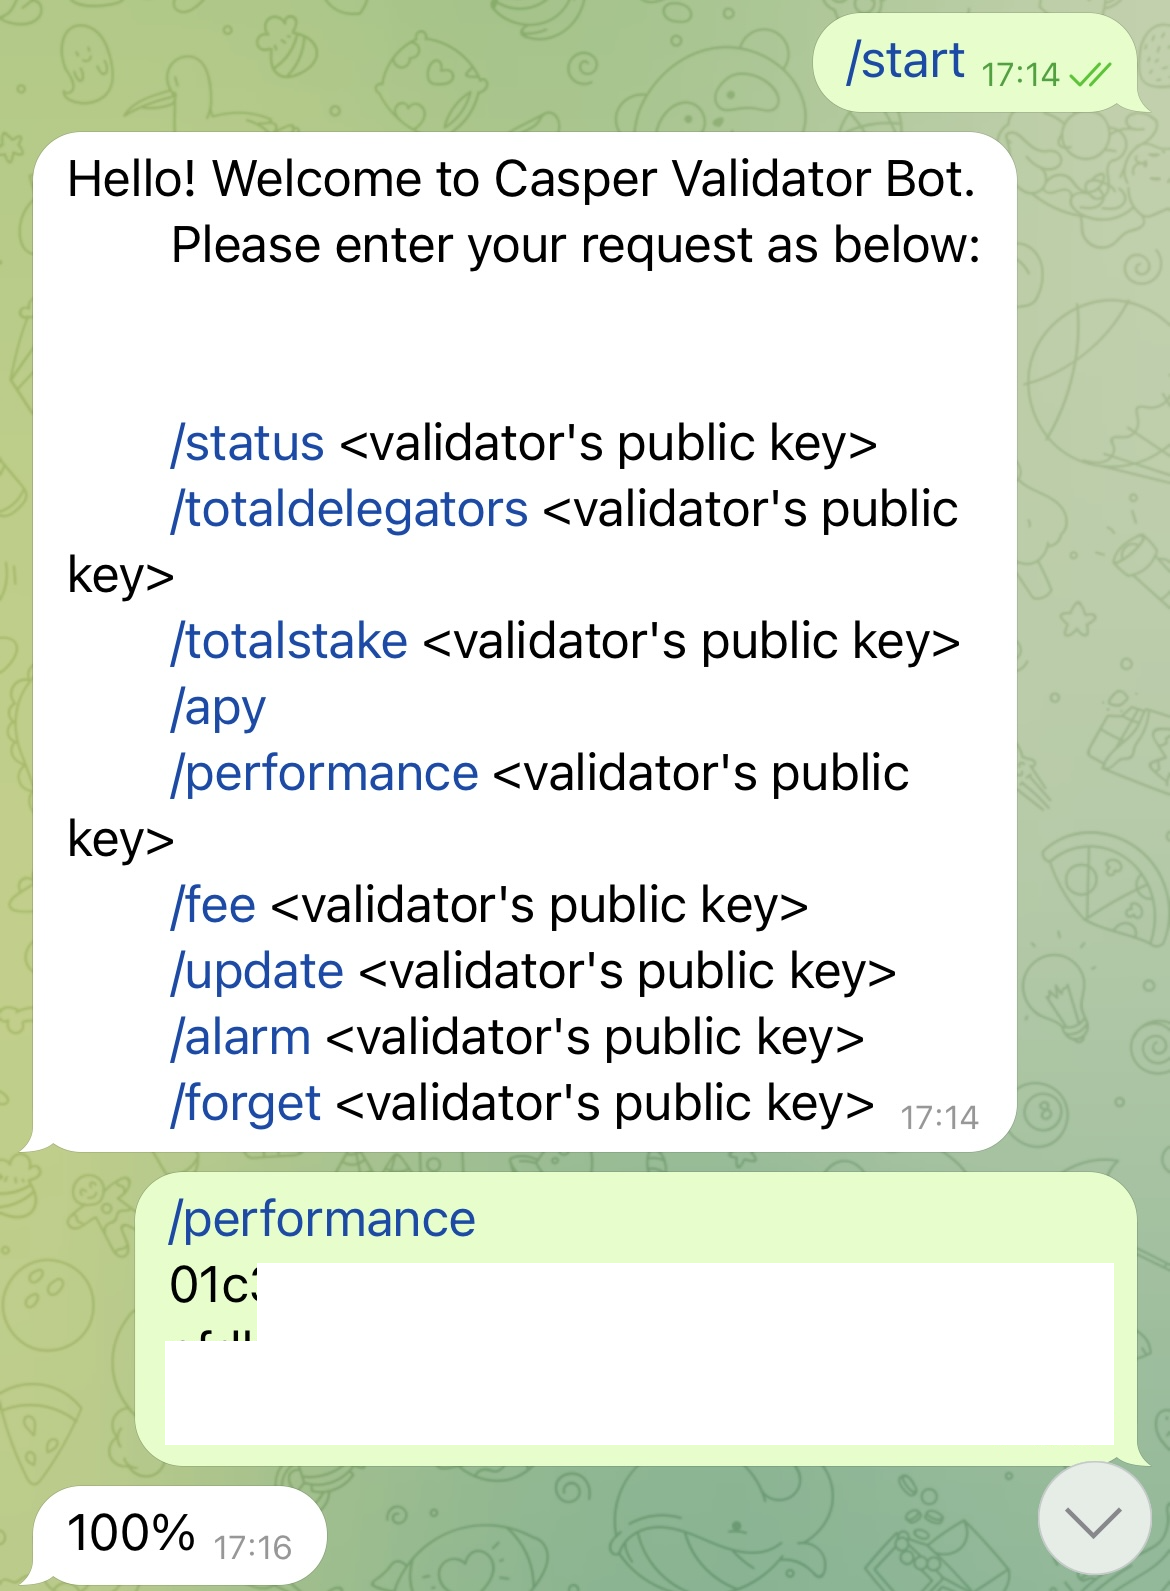 /start 17:14
Hello! Welcome to Casper Validator Bot.
Please enter your request as below:
/status <validator's public key>
/totaldelegators <validator's public
key>
/totalstake <validator's public key>
/apy
/performance <validator's public
key>
/fee <validator's public key>
/update <validator's public key>
/alarm <validator's public key>
/forget <validator's public key> 17:14
/performance
01c
100% 17:16